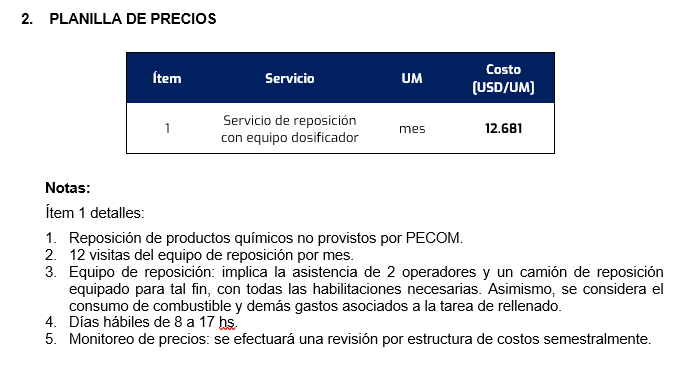 2. PLANILLA DE PRECIOS
Ítem Servicio UM Costo
(USD/UM)
1 Servicio de reposición
con equipo dosificador mes 12.681
Notas:
Ítem 1 detalles:
1. Reposición de productos químicos no provistos por PECOM.
2. 12 visitas del equipo de reposición por mes.
3. Equipo de reposición: implica la asistencia de 2 operadores y un camión de reposición
equipado para tal fin, con todas las habilitaciones necesarias. Asimismo, se considera el
consumo de combustible y demás gastos asociados a la tarea de rellenado.
4. Días hábiles de 8 a 17 hs.
5. Monitoreo de precios: se efectuará una revisión por estructura de costos semestralmente.